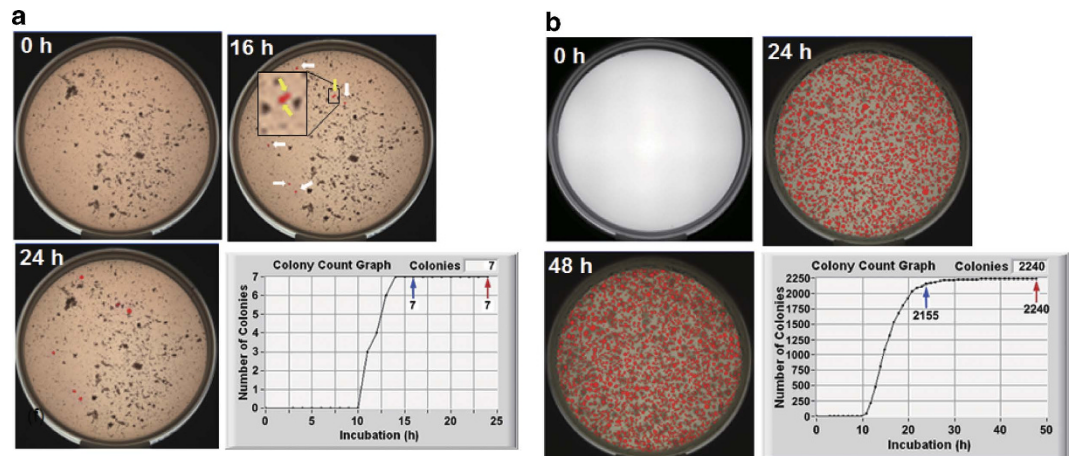 a
0 h
16 h
24 h
(i)
Colony Count Graph Colonies 7
Number of Colonies
7
6
5
4
3
2
1
0
7
7
0 5 10 15 20 25
Incubation (h)
b
0 h
24 h
48 h
Colony Count Graph Colonies 2240
Number of Colonies
2250
2000
1750
1500
1250
1000
750
500
250
0
2155
2240
0 10 20 30 40 50
Incubation (h)